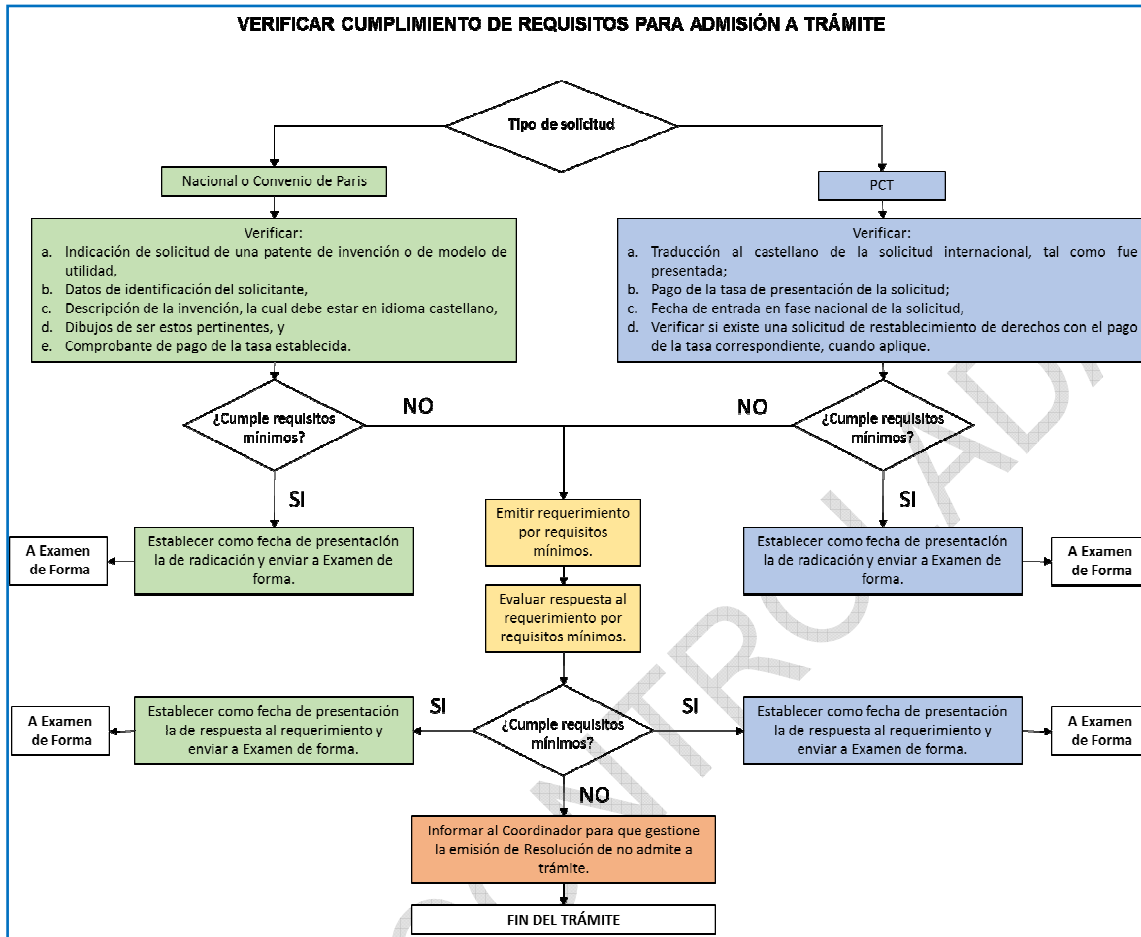 VERIFICAR CUMPLIMIENTO DE REQUISITOS PARA ADMISIÓN A TRÁMITE
Tipo de solicitud
Nacional o Convenio de Paris
PCT
Verificar:
a. Indicación de solicitud de una patente de invención o de modelo de
utilidad,
b. Datos de identificación del solicitante,
c. Descripción de la invención, la cual debe estar en idioma castellano,
d. Dibujos de ser estos pertinentes, y
e. Comprobante de pago de la tasa establecida.
Verificar:
a. Traducción al castellano de la solicitud internacional, tal como fue
presentada;
b. Pago de la tasa de presentación de la solicitud;
c. Fecha de entrada en fase nacional de la solicitud,
d. Verificar si existe una solicitud de restablecimiento de derechos con el pago
de la tasa correspondiente, cuando aplique.
¿Cumple requisitos
mínimos?
NO
NO
¿Cumple requisitos
mínimos?
SI
SI
Emitir requerimiento
por requisitos
mínimos.
A Examen
de Forma
Establecer como fecha de presentación
la de radicación y enviar a Examen de
forma.
Establecer como fecha de presentación
la de radicación y enviar a Examen de
forma.
A Examen
de Forma
Evaluar respuesta al
requerimiento por
requisitos mínimos.
A Examen
de Forma
Establecer como fecha de presentación
la de respuesta al requerimiento y
enviar a Examen de forma.
SI
¿Cumple requisitos
mínimos?
SI
Establecer como fecha de presentación
la de respuesta al requerimiento y
enviar a Examen de forma.
A Examen
de Forma
NO
Informar al Coordinador para que gestione
la emisión de Resolución de no admite a
trámite.
FIN DEL TRÁMITE
CONTROLADA